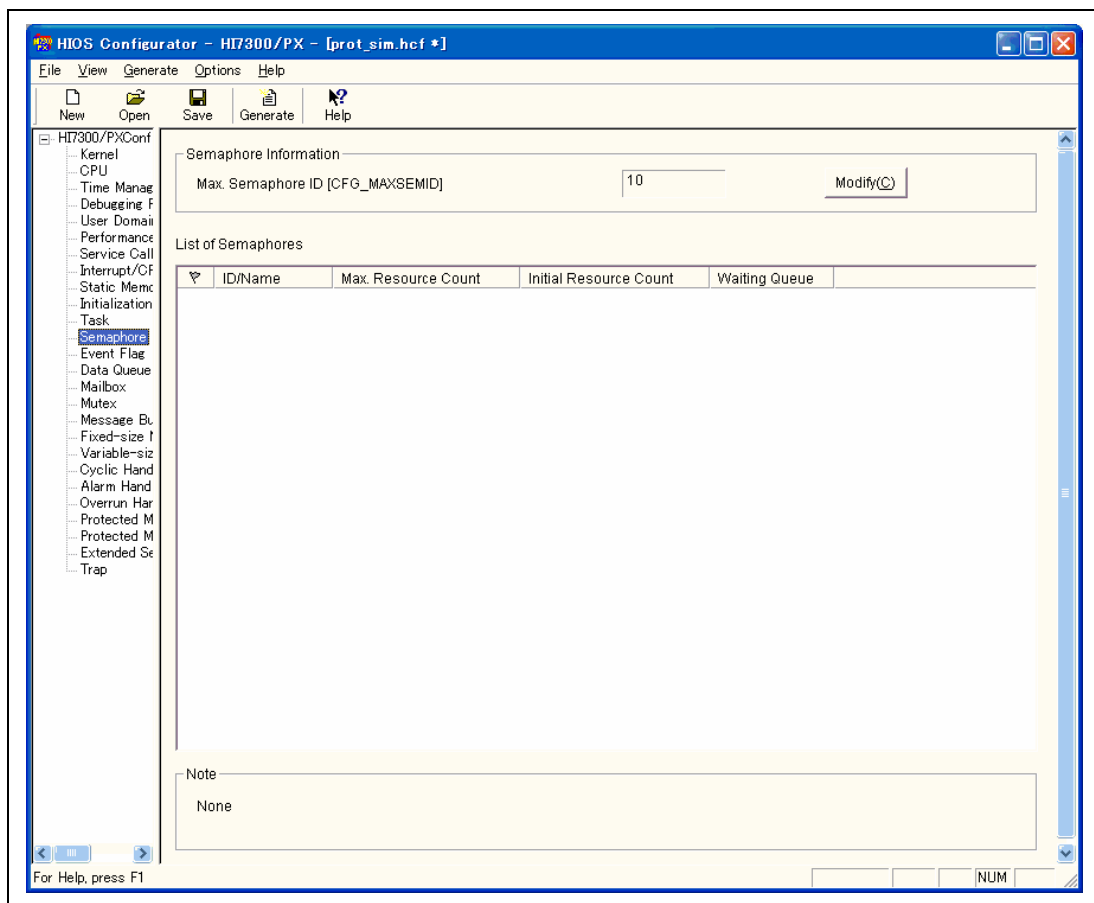 HIOS Configurator - HI7300/PX - [prot_sim.hcf *]
File View Generate Options Help
New Open Save Generate Help
HI7300/PXConf
Kernel
CPU
Time Manag
Debugging F
User Domai
Performance
Service Call
Interrupt/CF
Static Memo
Initialization
Task
Semaphore
Event Flag
Data Queue
Mailbox
Mutex
Message Bu
Fixed-size M
Variable-siz
Cyclic Hand
Alarm Hand
Overrun Har
Protected M
Protected M
Extended Se
Trap
Semaphore Information
Max. Semaphore ID [CFG_MAXSEMID] 10 Modify(C)
List of Semaphores
ID/Name Max. Resource Count Initial Resource Count Waiting Queue
Note
None
For Help, press F1 NUM